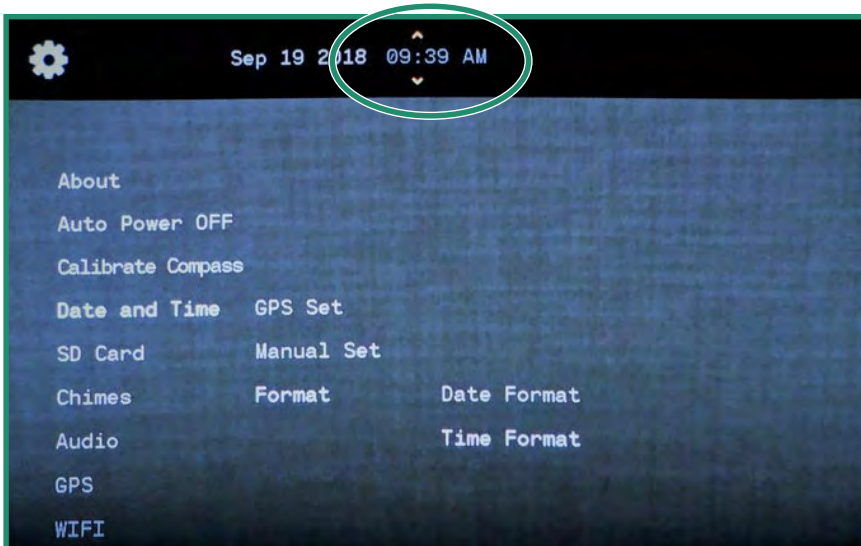 Sep 19 2018 09:39 AM
About
Auto Power OFF
Calibrate Compass
Date and Time GPS Set
SD Card Manual Set
Chimes Format Date Format
Audio Time Format
GPS
WIFI